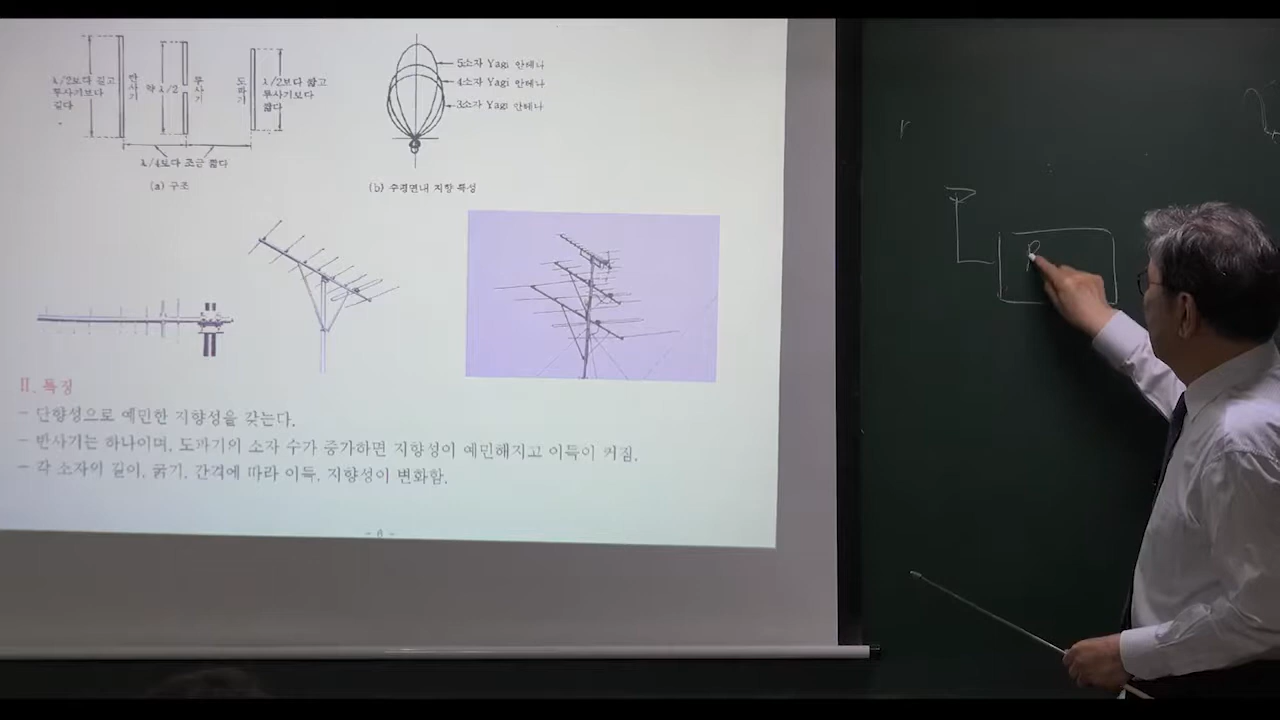 λ/2보다 길고
투사기보다
길다
반사기
약 λ/2
투사기
도파기
λ/2보다 짧고
투사기보다
짧다
λ/4보다 조금 짧다
(a) 구조
5소자 Yagi 안테나
4소자 Yagi 안테나
3소자 Yagi 안테나
(b) 수평면내 지향 특성
II. 특징
- 단향성으로 예민한 지향성을 갖는다.
- 반사기는 하나이며, 도파기의 소자 수가 증가하면 지향성이 예민해지고 이득이 커짐.
- 각 소자의 길이, 굵기, 간격에 따라 이득, 지향성이 변화함.
r
R